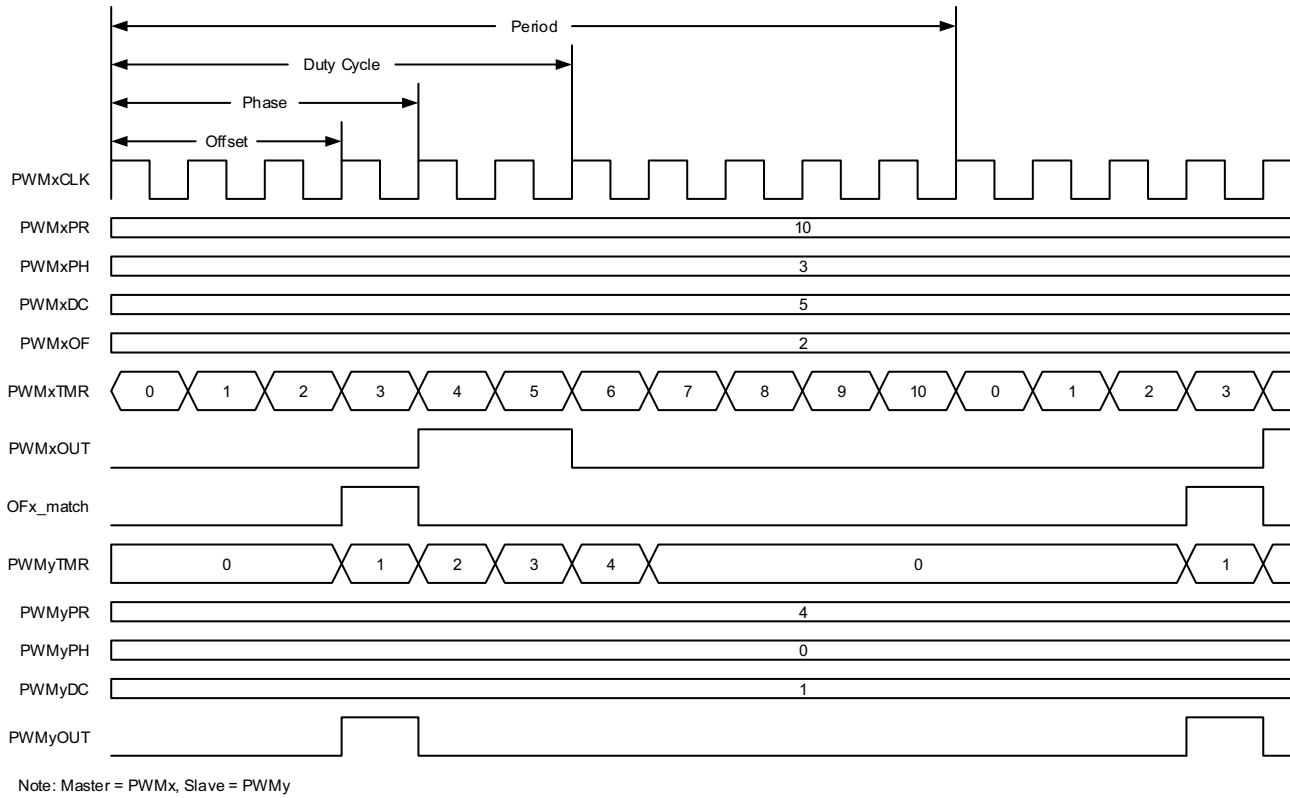 Period
Duty Cycle
Phase
Offset
PWMxCLK
PWMxPR 10
PWMxPH 3
PWMxDC 5
PWMxOF 2
PWMxTMR 0 1 2 3 4 5 6 7 8 9 10 0 1 2 3
PWMxOUT
OFx_match
PWMyTMR 0 1 2 3 4 0 1
PWMyPR 4
PWMyPH 0
PWMyDC 1
PWMyOUT
Note: Master = PWMx, Slave = PWMy